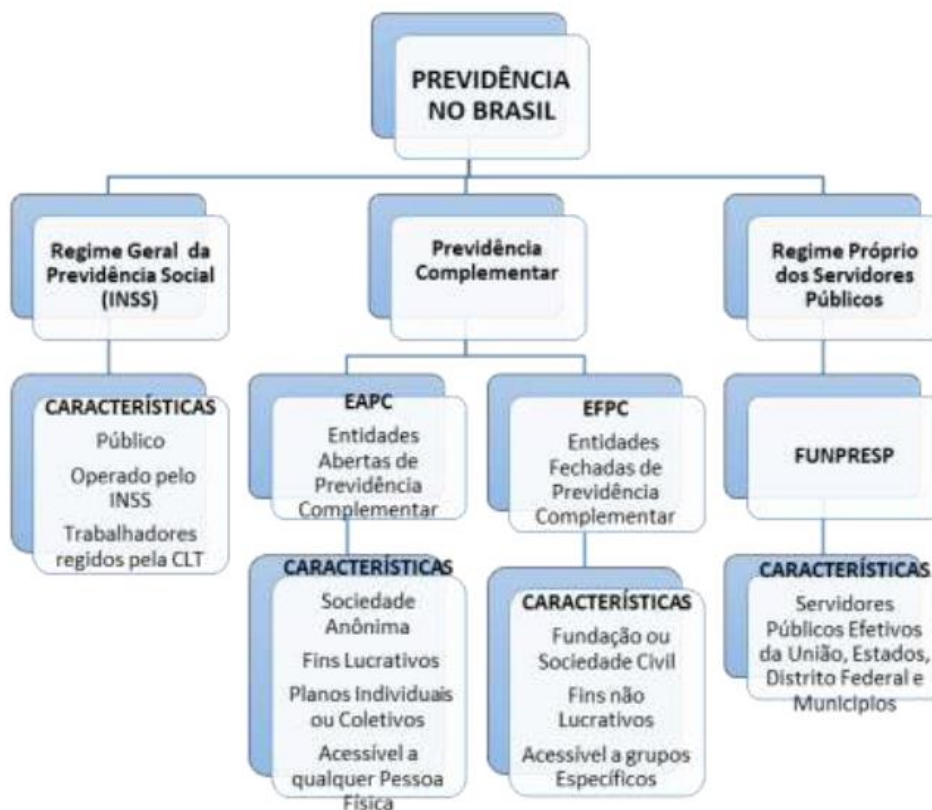 PREVIDÊNCIA
NO BRASIL
Regime Geral da
Previdência Social
(INSS)
Previdência
Complementar
Regime Próprio
dos Servidores
Públicos
CARACTERÍSTICAS
Público
Operado pelo
INSS
Trabalhadores
regidos pela CLT
EAPC
Entidades
Abertas de
Previdência
Complementar
EFPC
Entidades
Fechadas de
Previdência
Complementar
FUNPRESP
CARACTERÍSTICAS
Sociedade
Anônima
Fins Lucrativos
Planos Individuais
ou Coletivos
Acessível a
qualquer Pessoa
Física
CARACTERÍSTICAS
Fundação ou
Sociedade Civil
Fins não
Lucrativos
Acessível a grupos
Específicos
CARACTERÍSTICAS
Servidores
Públicos Efetivos
da União, Estados,
Distrito Federal e
Municípios